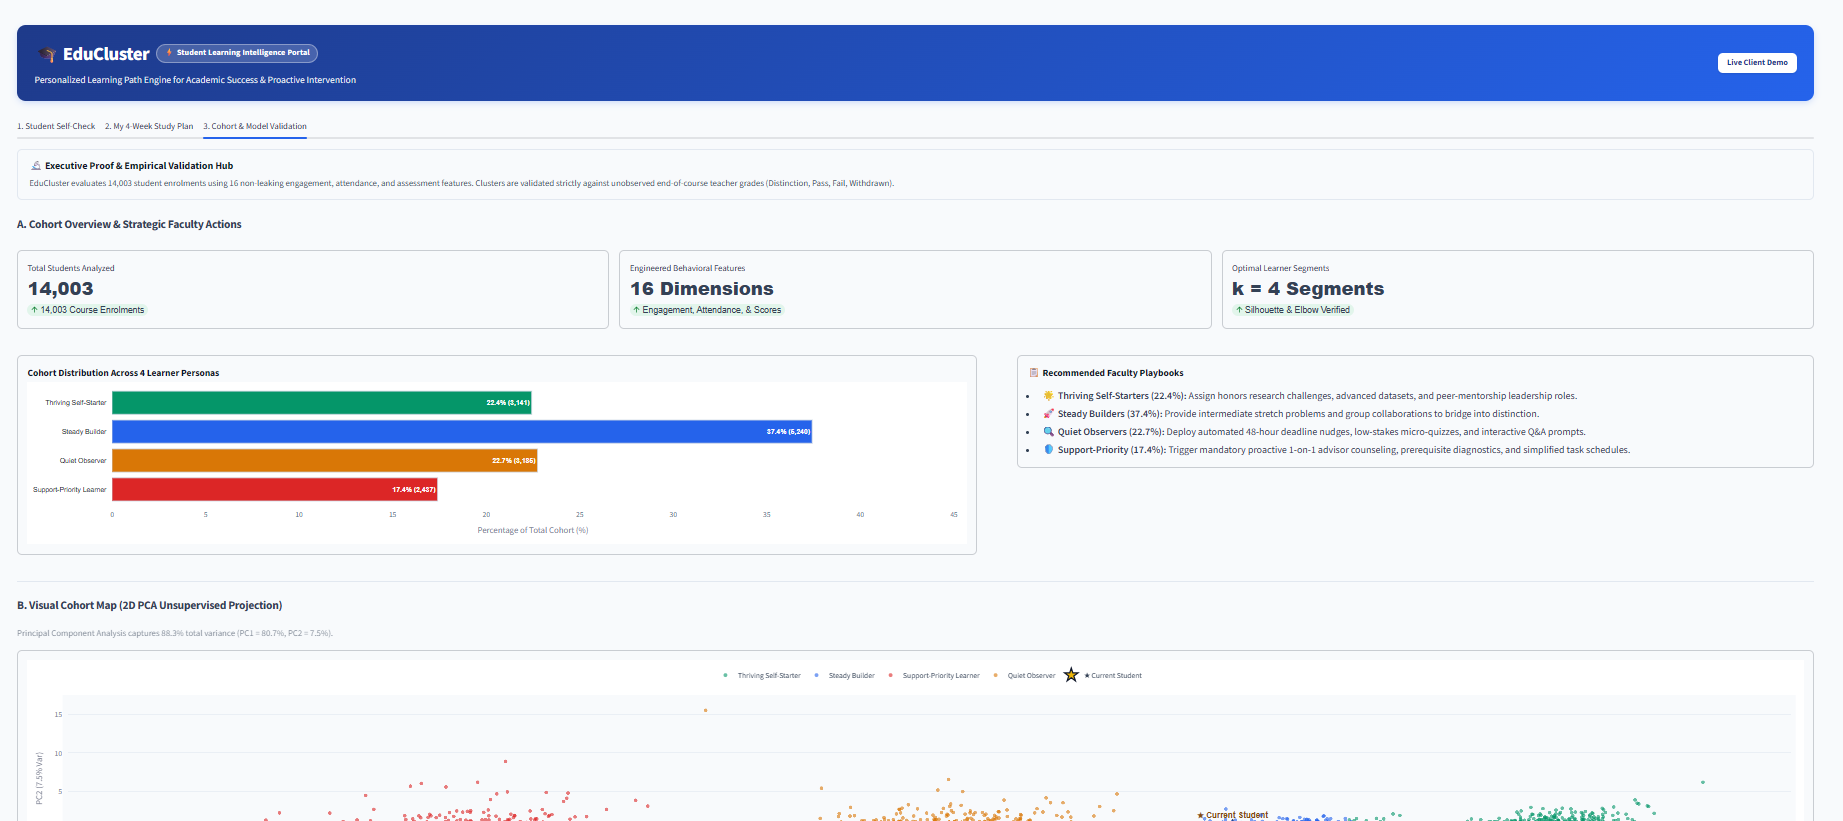 EduCluster
Student Learning Intelligence Portal
Personalized Learning Path Engine for Academic Success & Proactive Intervention
Live Client Demo
1. Student Self-Check
2. My 4-Week Study Plan
3. Cohort & Model Validation
Executive Proof & Empirical Validation Hub
EduCluster evaluates 14,003 student enrolments using 16 non-leaking engagement, attendance, and assessment features. Clusters are validated strictly against unobserved end-of-course teacher grades (Distinction, Pass, Fail, Withdrawn).
A. Cohort Overview & Strategic Faculty Actions
Total Students Analyzed
14,003
↑ 14,003 Course Enrolments
Engineered Behavioral Features
16 Dimensions
↑ Engagement, Attendance, & Scores
Optimal Learner Segments
k = 4 Segments
↑ Silhouette & Elbow Verified
Cohort Distribution Across 4 Learner Personas
Thriving Self-Starter
22.4% (3,141)
Steady Builder
37.4% (5,240)
Quiet Observer
22.7% (3,185)
Support-Priority Learner
17.4% (2,437)
0 5 10 15 20 25 30 35 40 45
Percentage of Total Cohort (%)
Recommended Faculty Playbooks
• Thriving Self-Starters (22.4%): Assign honors research challenges, advanced datasets, and peer-mentorship leadership roles.
• Steady Builders (37.4%): Provide intermediate stretch problems and group collaborations to bridge into distinction.
• Quiet Observers (22.7%): Deploy automated 48-hour deadline nudges, low-stakes micro-quizzes, and interactive Q&A prompts.
• Support-Priority (17.4%): Trigger mandatory proactive 1-on-1 advisor counseling, prerequisite diagnostics, and simplified task schedules.
B. Visual Cohort Map (2D PCA Unsupervised Projection)
Principal Component Analysis captures 88.3% total variance (PC1 = 80.7%, PC2 = 7.5%).
Thriving Self-Starter
Steady Builder
Support-Priority Learner
Quiet Observer
★ Current Student
15
10
5
PC2 (7.5% Var)
★ Current Student